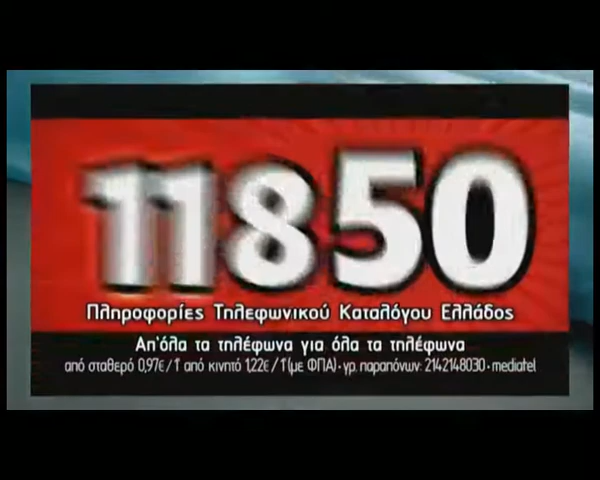 11850
Πληροφορίες Τηλεφωνικού Καταλόγου Ελλάδος
Απ'όλα τα τηλέφωνα για όλα τα τηλέφωνα
από σταθερό 0,97€/1' από κινητό 1,22€/1'(με ΦΠΑ)·γρ. παραπόνων: 2142148030·mediatel